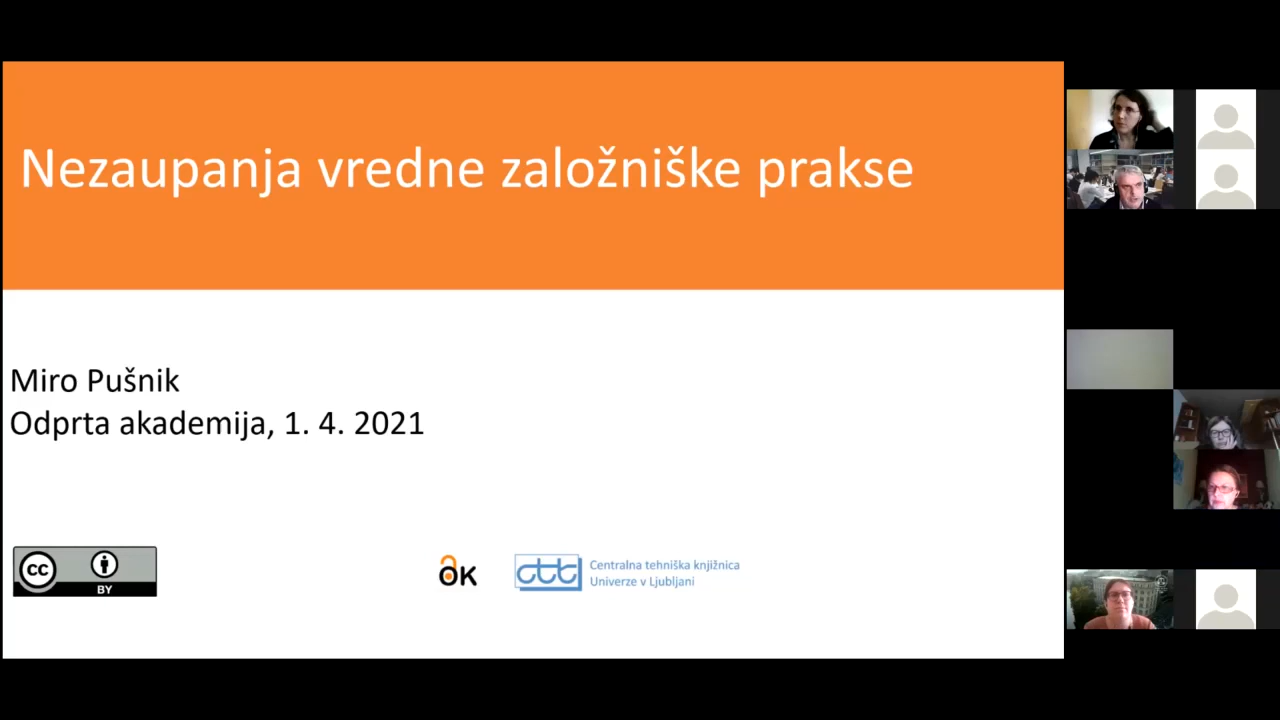 Nezaupanja vredne založniške prakse
Miro Pušnik
Odprta akademija, 1. 4. 2021
cc
BY
OK
ctk
Centralna tehniška knjižnica
Univerze v Ljubljani